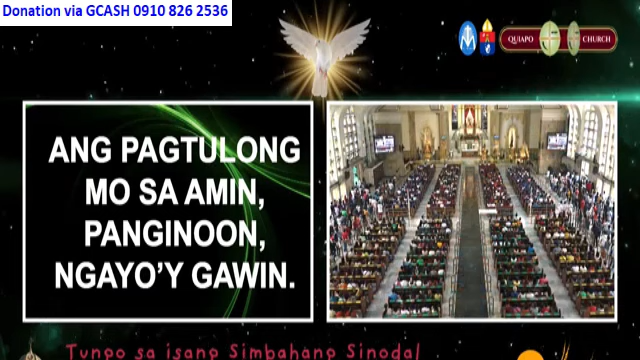 Donation via GCASH 0910 826 2536
QUIAPO CHURCH
ANG PAGTULONG
MO SA AMIN,
PANGINOON,
NGAYO'Y GAWIN.
Tungo sa isang Simbahang Sinodal